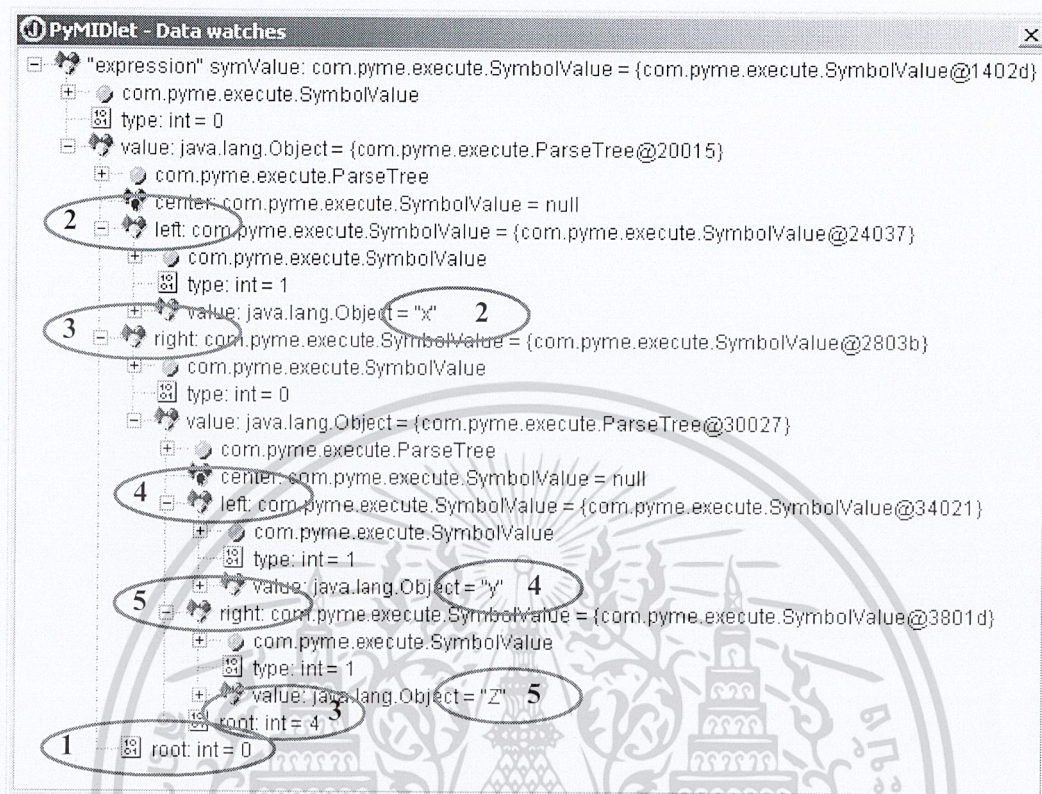 PyMIDlet - Data watches
"expression" symValue: com.pyme.execute.SymbolValue = {com.pyme.execute.SymbolValue@1402d}
com.pyme.execute.SymbolValue
type: int = 0
value: java.lang.Object = {com.pyme.execute.ParseTree@20015}
com.pyme.execute.ParseTree
center: com.pyme.execute.SymbolValue = null
2 left: com.pyme.execute.SymbolValue = {com.pyme.execute.SymbolValue@24037}
com.pyme.execute.SymbolValue
type: int = 1
value: java.lang.Object = "x" 2
3 right: com.pyme.execute.SymbolValue = {com.pyme.execute.SymbolValue@2803b}
com.pyme.execute.SymbolValue
type: int = 0
value: java.lang.Object = {com.pyme.execute.ParseTree@30027}
com.pyme.execute.ParseTree
center: com.pyme.execute.SymbolValue = null
4 left: com.pyme.execute.SymbolValue = {com.pyme.execute.SymbolValue@34021}
com.pyme.execute.SymbolValue
type: int = 1
value: java.lang.Object = "y" 4
5 right: com.pyme.execute.SymbolValue = {com.pyme.execute.SymbolValue@3801d}
com.pyme.execute.SymbolValue
type: int = 1
value: java.lang.Object = "Z" 5
root: int = 4 3
1 root: int = 0